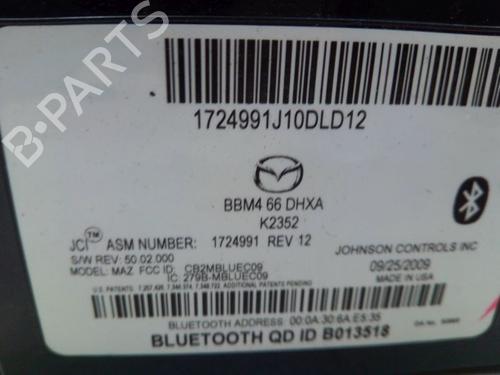 1724991J10DLD12
BBM4 66 DHXA
K2352
JCI™ ASM NUMBER: 1724991 REV 12
JOHNSON CONTROLS INC
S/W REV: 50.02.000
09/25/2009
MODEL: MAZ FCC ID: CB2MBLUEC09
MADE IN USA
IC: 279B-MBLUEC09
U.S. PATENTS
BLUETOOTH ADDRESS 00:0A:30:6A:E5:35
BLUETOOTH QD ID B013518
B-PARTS